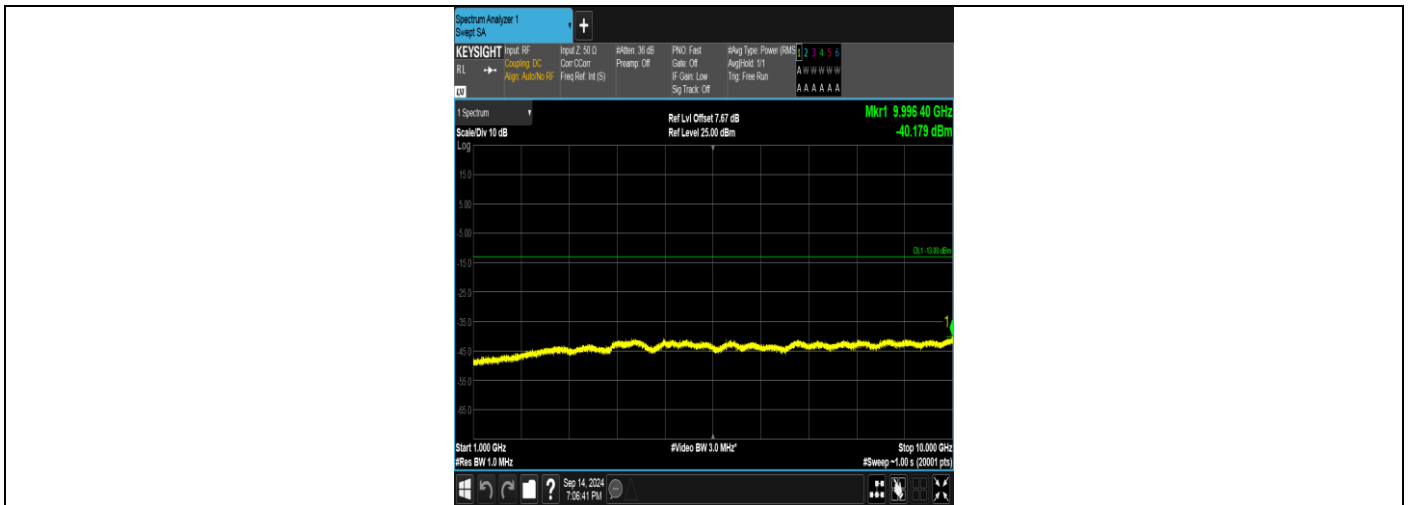 Spectrum Analyzer 1
Swept SA
+
KEYSIGHT Input: RF Input Z: 50 Ω #Atten: 36 dB PNO: Fast #Avg Type: Power (RMS 1 2 3 4 5 6
Coupling: DC Corr CCorr Preamp: Off Gate: Off Avg|Hold: 1/1
R L Align: Auto/No RF Freq Ref: Int (S) IF Gain: Low Trig: Free Run A W W W W W
LXI Sig Track: Off A A A A A A
1 Spectrum Ref Lvl Offset 7.67 dB Mkr1 9.996 40 GHz
Scale/Div 10 dB Ref Level 25.00 dBm -40.179 dBm
Log
15.0
5.00
-5.00
DL1 -13.00 dBm
-15.0
-25.0
-35.0 1
-45.0
-55.0
-65.0
Start 1.000 GHz #Video BW 3.0 MHz* Stop 10.000 GHz
#Res BW 1.0 MHz #Sweep ~1.00 s (20001 pts)
? Sep 14, 2024
7:06:41 PM